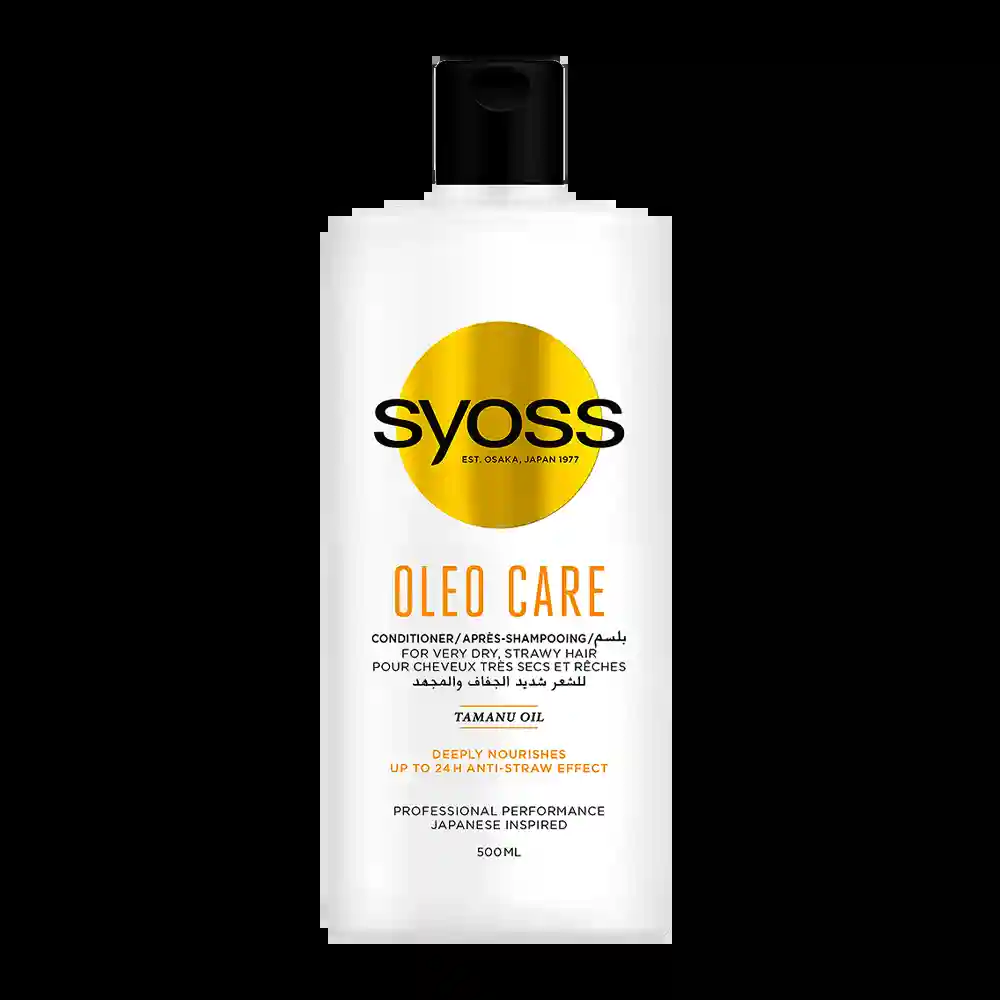 SYOSS
EST. OSAKA, JAPAN 1977
OLEO CARE
CONDITIONER/APRÈS-SHAMPOOING/بلسم
FOR VERY DRY, STRAWY HAIR
POUR CHEVEUX TRÈS SECS ET RÊCHES
للشعر شديد الجفاف والمجهد
TAMANU OIL
DEEPLY NOURISHES
UP TO 24H ANTI-STRAW EFFECT
PROFESSIONAL PERFORMANCE
JAPANESE INSPIRED
500ML